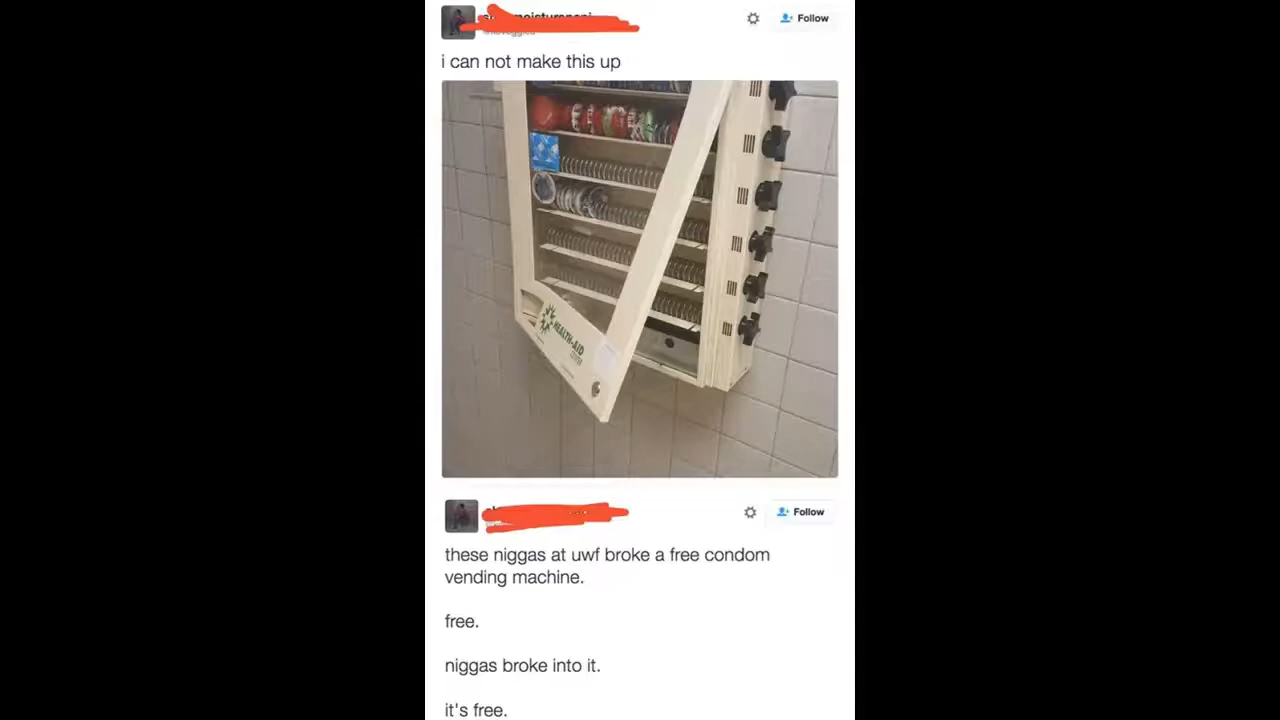 Follow
i can not make this up
HEALTH-AID
CENTER
Follow
these niggas at uwf broke a free condom
vending machine.
free.
niggas broke into it.
it's free.